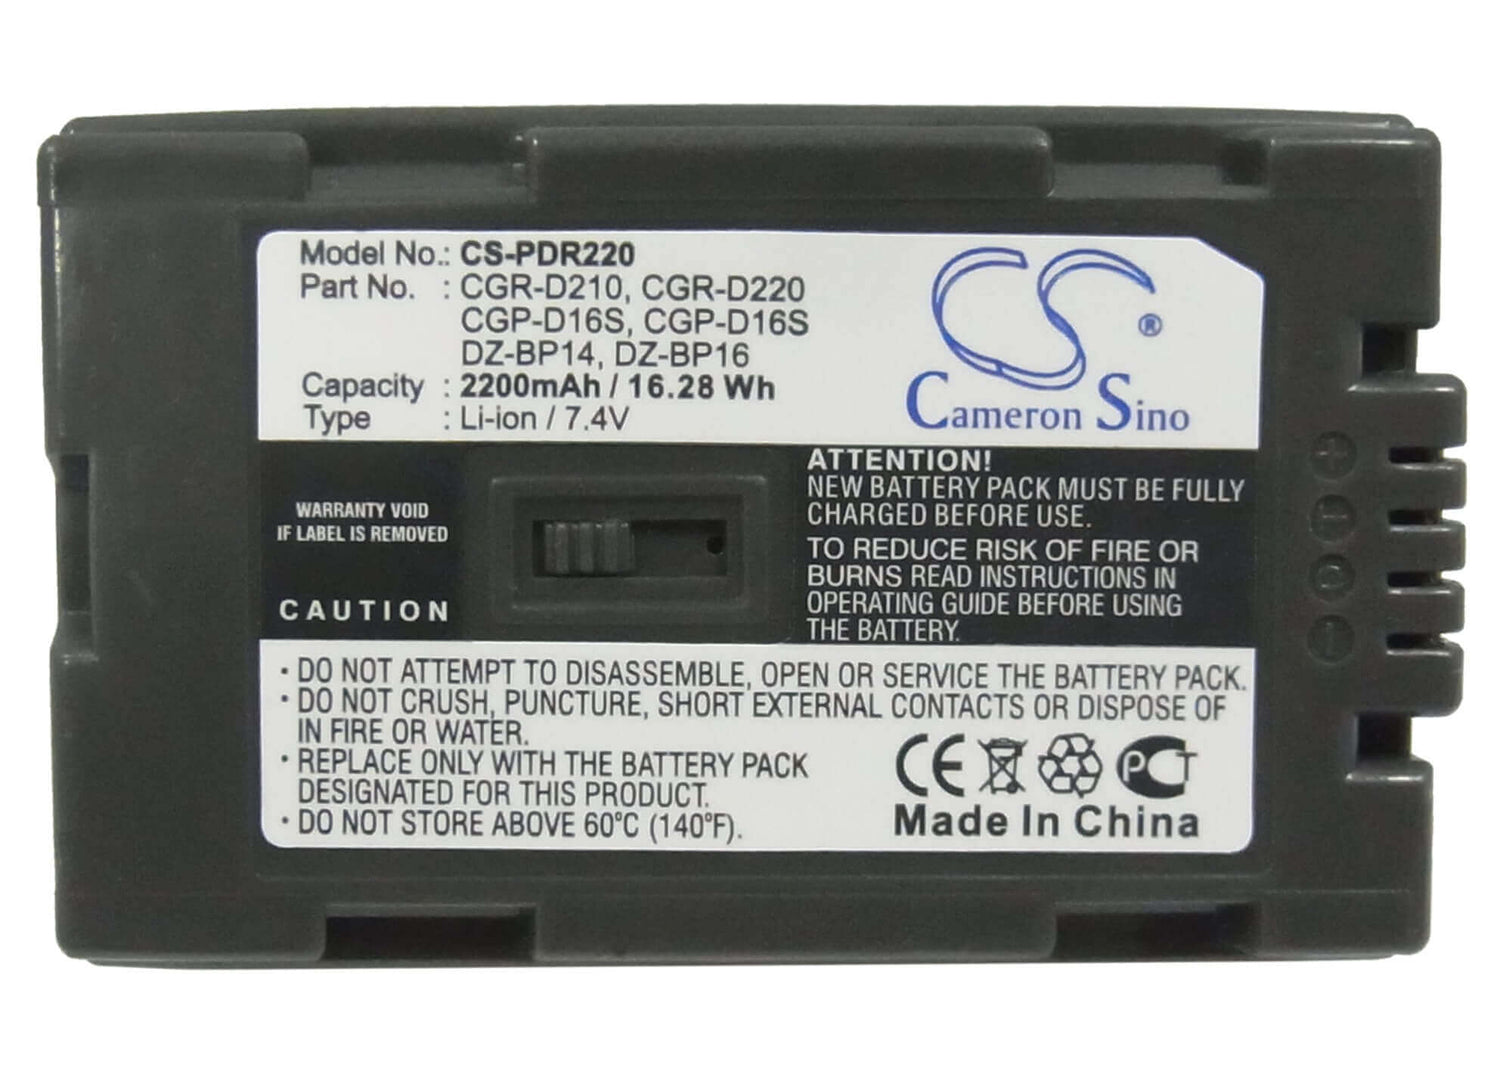 Model No.: CS-PDR220
Part No. : CGR-D210, CGR-D220
CGP-D16S, CGP-D16S
DZ-BP14, DZ-BP16
Capacity : 2200mAh / 16.28 Wh
Type : Li-ion / 7.4V
CS ®
Cameron Sino
WARRANTY VOID
IF LABEL IS REMOVED
CAUTION
ATTENTION!
NEW BATTERY PACK MUST BE FULLY
CHARGED BEFORE USE.
TO REDUCE RISK OF FIRE OR
BURNS READ INSTRUCTIONS IN
OPERATING GUIDE BEFORE USING
THE BATTERY.
• DO NOT ATTEMPT TO DISASSEMBLE, OPEN OR SERVICE THE BATTERY PACK.
• DO NOT CRUSH, PUNCTURE, SHORT EXTERNAL CONTACTS OR DISPOSE OF
IN FIRE OR WATER.
• REPLACE ONLY WITH THE BATTERY PACK
DESIGNATED FOR THIS PRODUCT.
• DO NOT STORE ABOVE 60°C (140°F).
CE PCT
Made In China